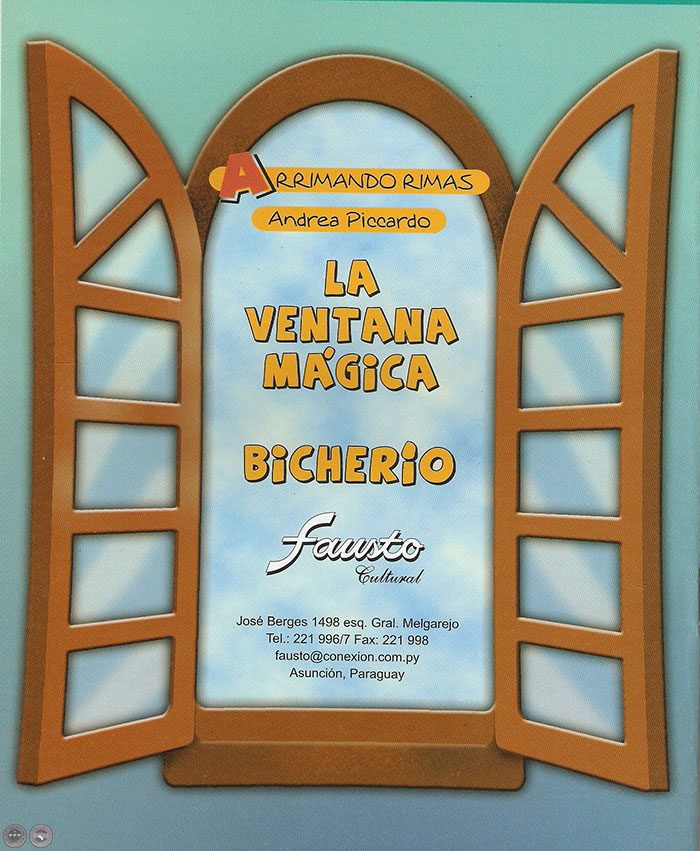 ARRIMANDO RIMAS
Andrea Piccardo
LA
VENTANA
MÁGICA
BICHERÍO
fausto
Cultural
José Berges 1498 esq. Gral. Melgarejo
Tel.: 221 996/7 Fax: 221 998
fausto@conexion.com.py
Asunción, Paraguay